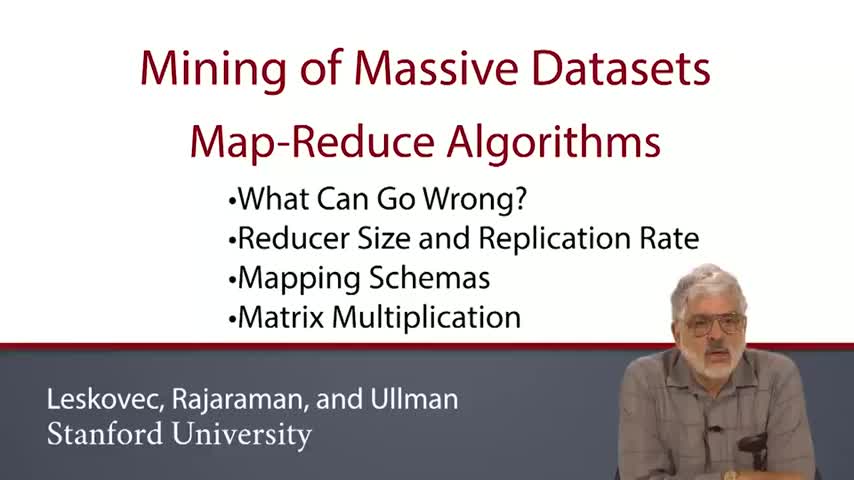 Mining of Massive Datasets
Map-Reduce Algorithms
•What Can Go Wrong?
•Reducer Size and Replication Rate
•Mapping Schemas
•Matrix Multiplication
Leskovec, Rajaraman, and Ullman
Stanford University